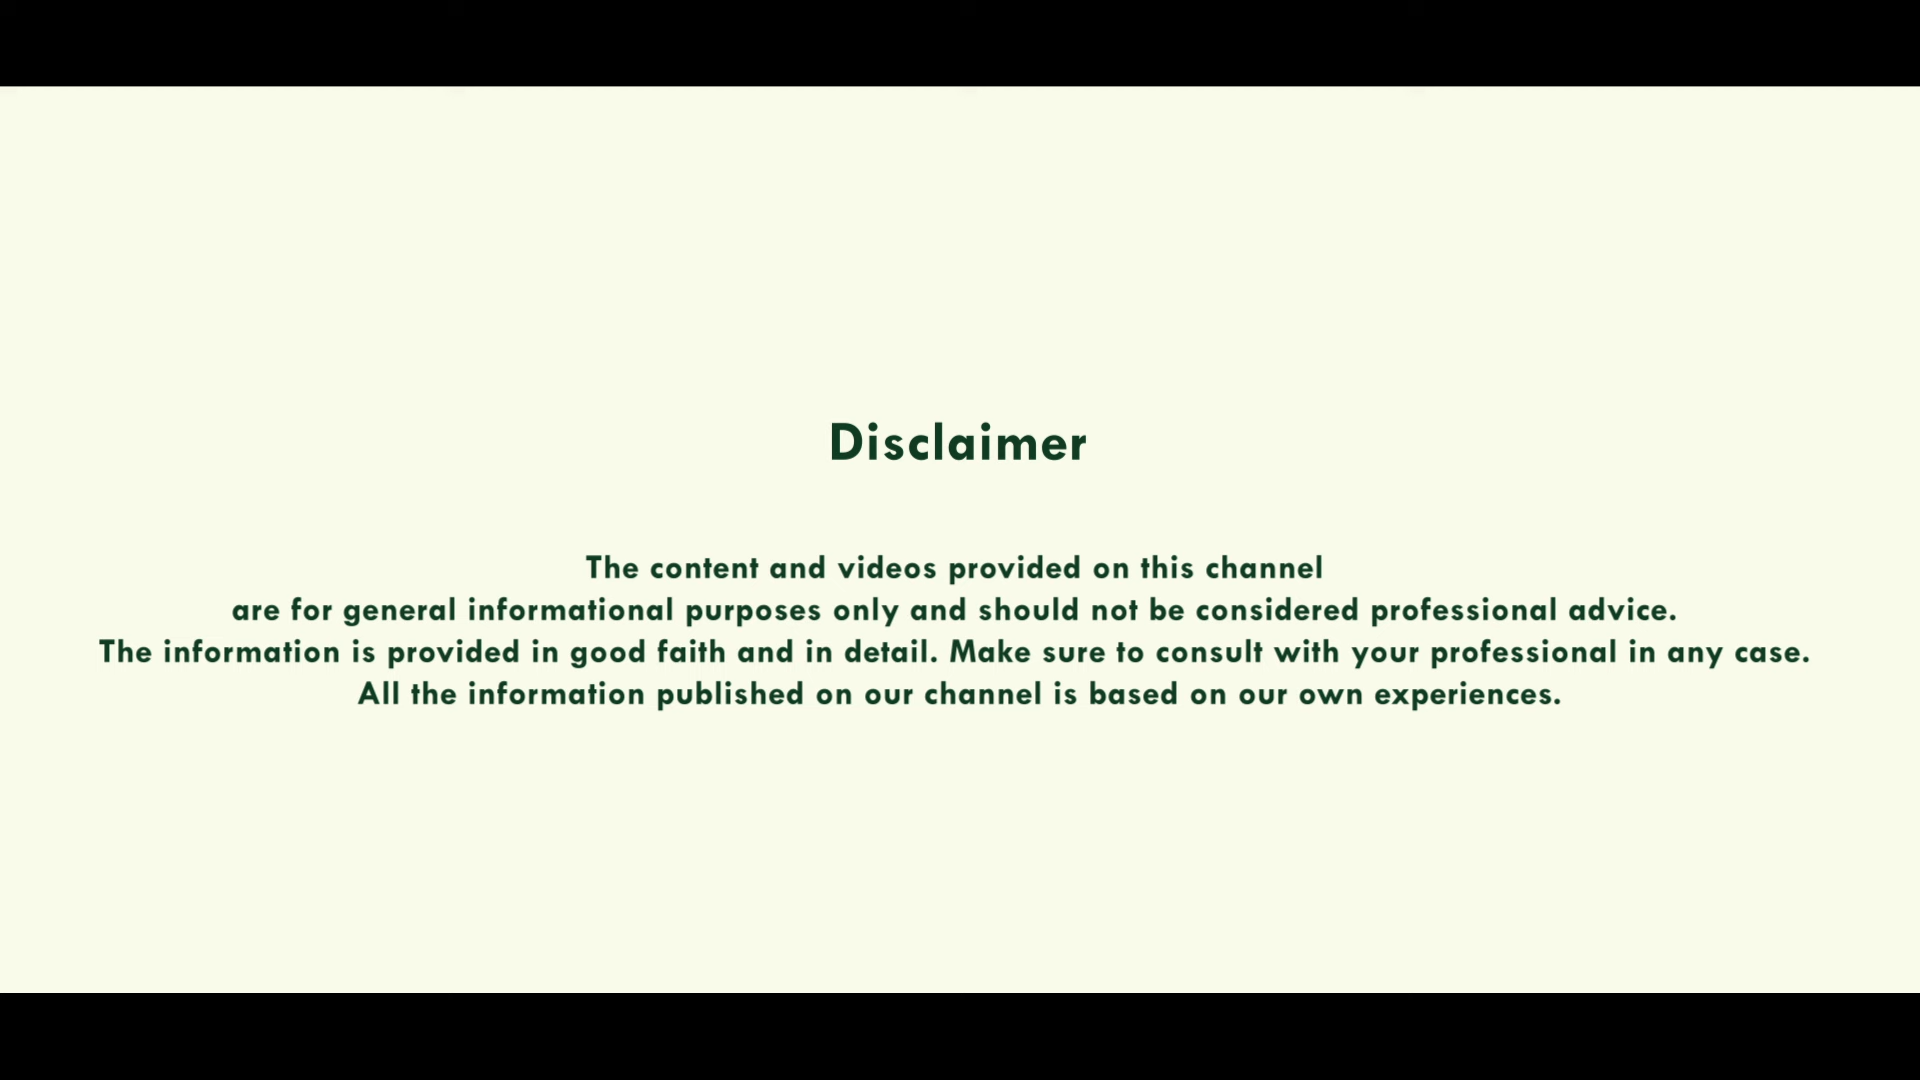 Disclaimer
The content and videos provided on this channel
are for general informational purposes only and should not be considered professional advice.
The information is provided in good faith and in detail. Make sure to consult with your professional in any case.
All the information published on our channel is based on our own experiences.